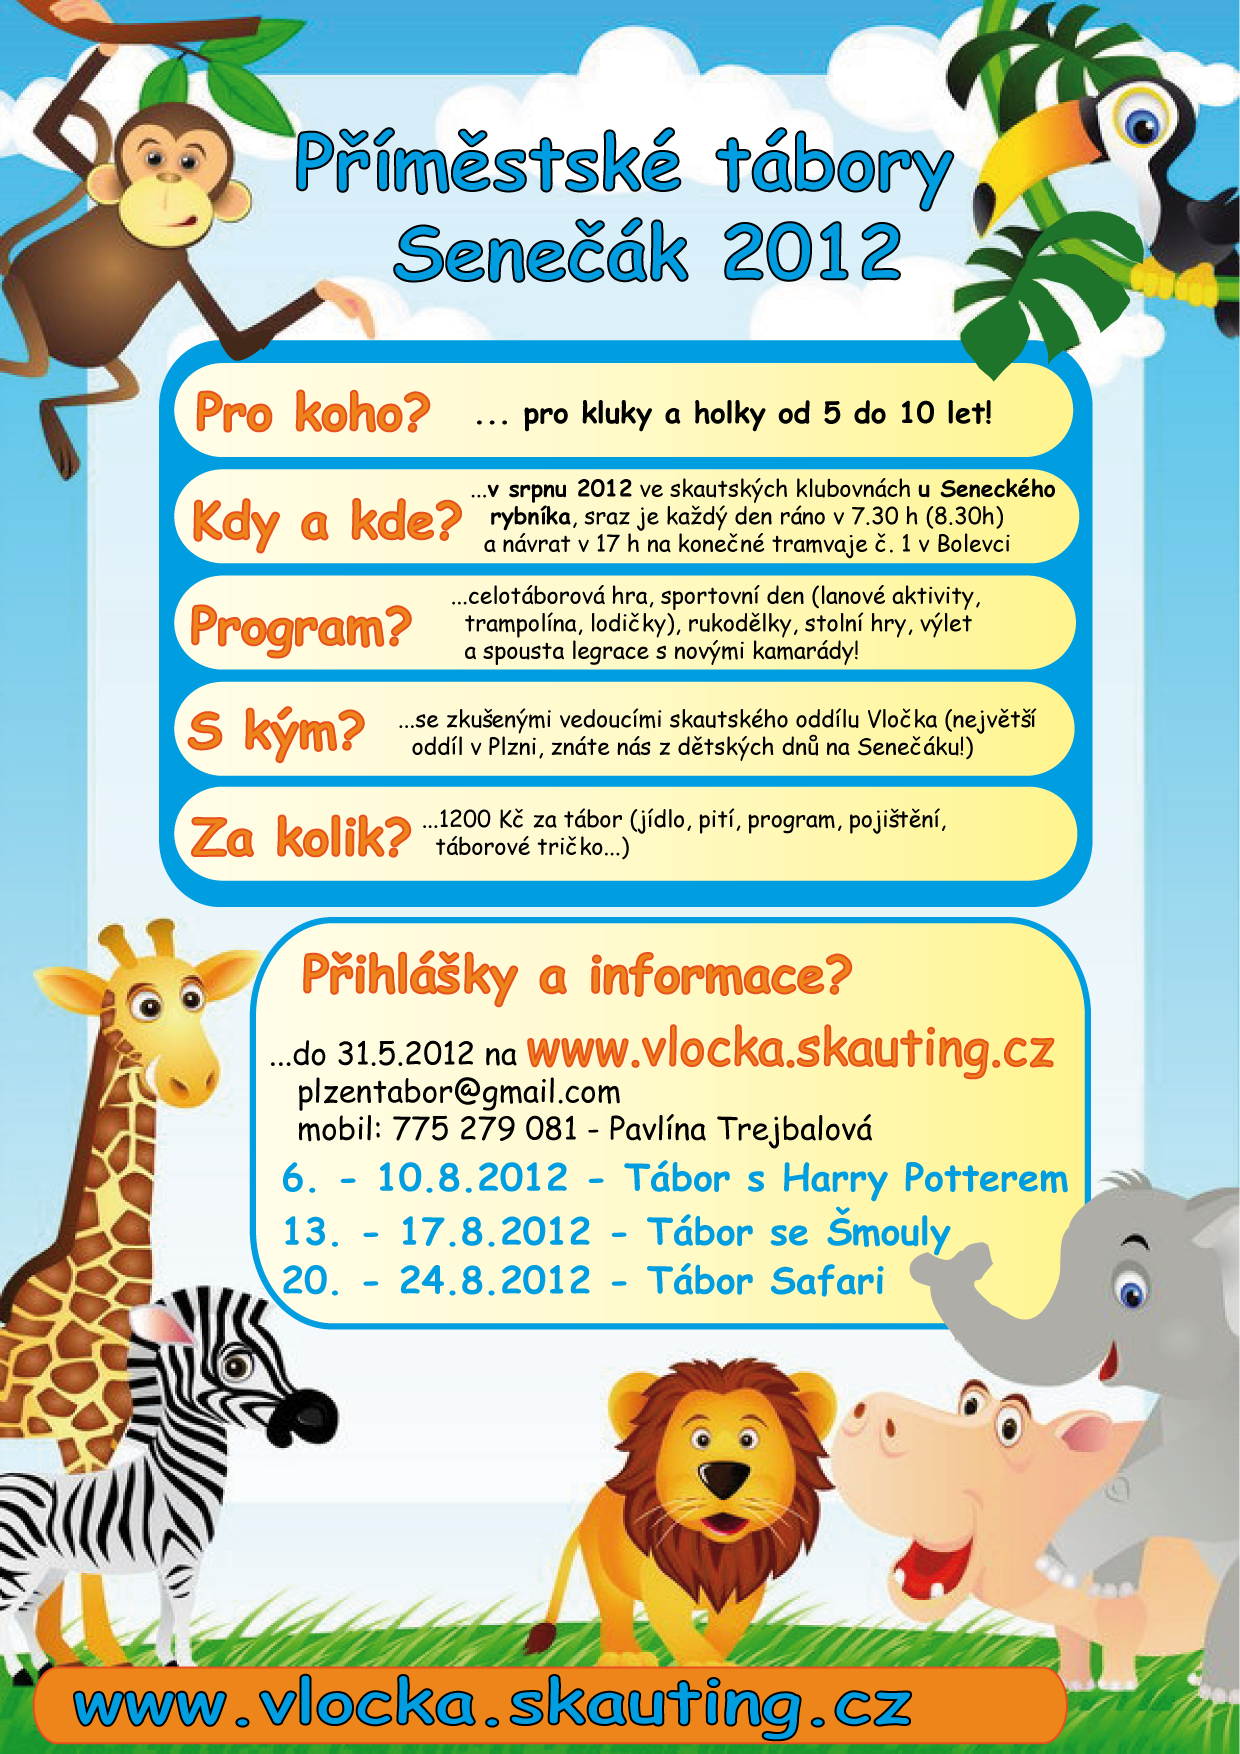 Příměstské tábory
Senečák 2012
Pro koho?
... pro kluky a holky od 5 do 10 let!
Kdy a kde?
...v srpnu 2012 ve skautských klubovnách u Seneckého
rybníka, sraz je každý den ráno v 7.30 h (8.30h)
a návrat v 17 h na konečné tramvaje č. 1 v Bolevci
Program?
...celotáborová hra, sportovní den (lanové aktivity,
trampolína, lodičky), rukodělky, stolní hry, výlet
a spousta legrace s novými kamarády!
S kým?
...se zkušenými vedoucími skautského oddílu Vločka (největší
oddíl v Plzni, znáte nás z dětských dnů na Senečáku!)
Za kolik?
...1200 Kč za tábor (jídlo, pití, program, pojištění,
táborové tričko...)
Přihlášky a informace?
...do 31.5.2012 na www.vlocka.skauting.cz
plzentabor@gmail.com
mobil: 775 279 081 - Pavlína Trejbalová
6. - 10.8.2012 - Tábor s Harry Potterem
13. - 17.8.2012 - Tábor se Šmouly
20. - 24.8.2012 - Tábor Safari
www.vlocka.skauting.cz